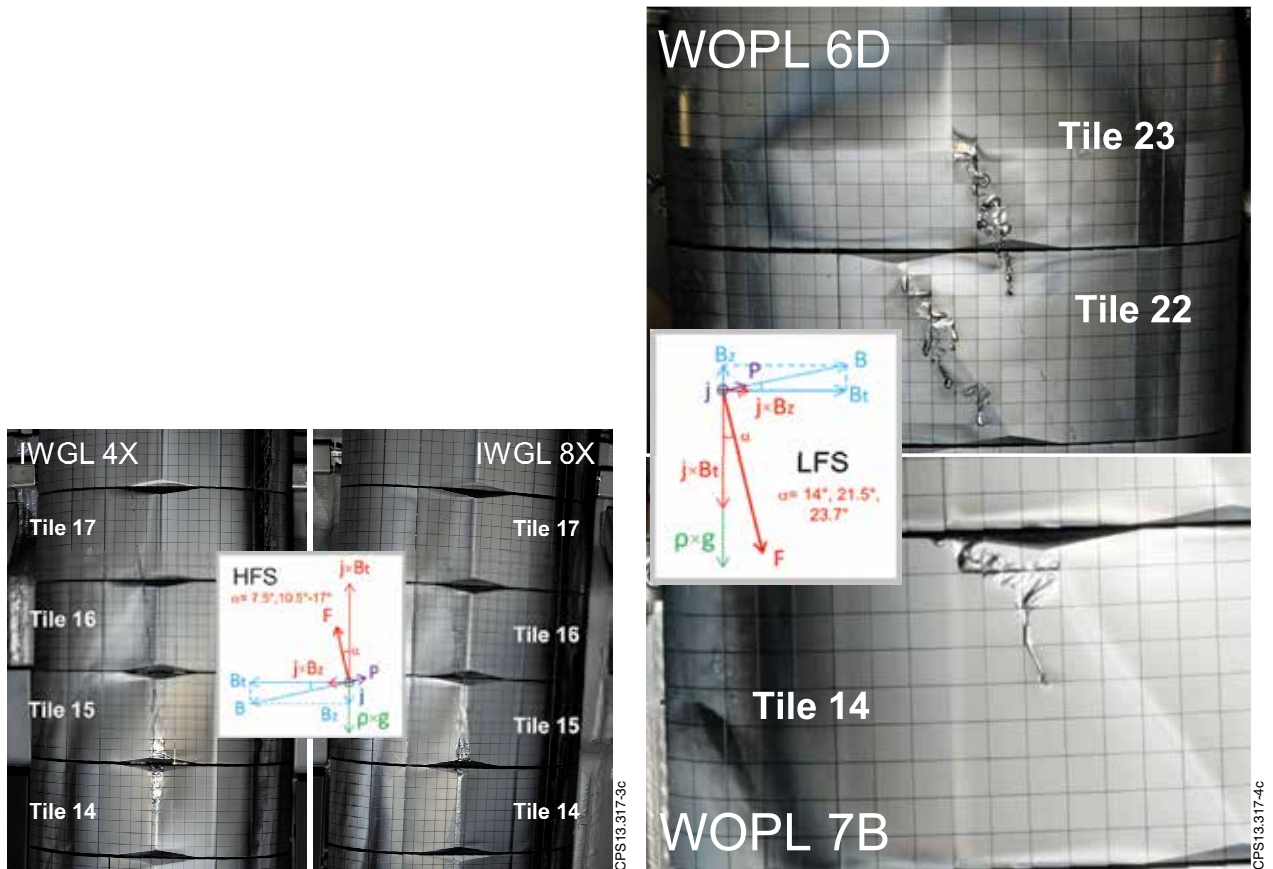 IWGL 4X
Tile 17
Tile 16
Tile 15
Tile 14
IWGL 8X
Tile 17
Tile 16
Tile 15
Tile 14
HFS
α= 7.5°,10.5°-17°
j×Bt
F
α
j×Bz
P
Bt
j
B
Bz
ρ×g
CPS13.317-3c
WOPL 6D
Tile 23
Tile 22
Bz
B
P
j
Bt
j×Bz
α
LFS
j×Bt
α= 14°, 21.5°,
23.7°
ρ×g
F
Tile 14
WOPL 7B
CPS13.317-4c